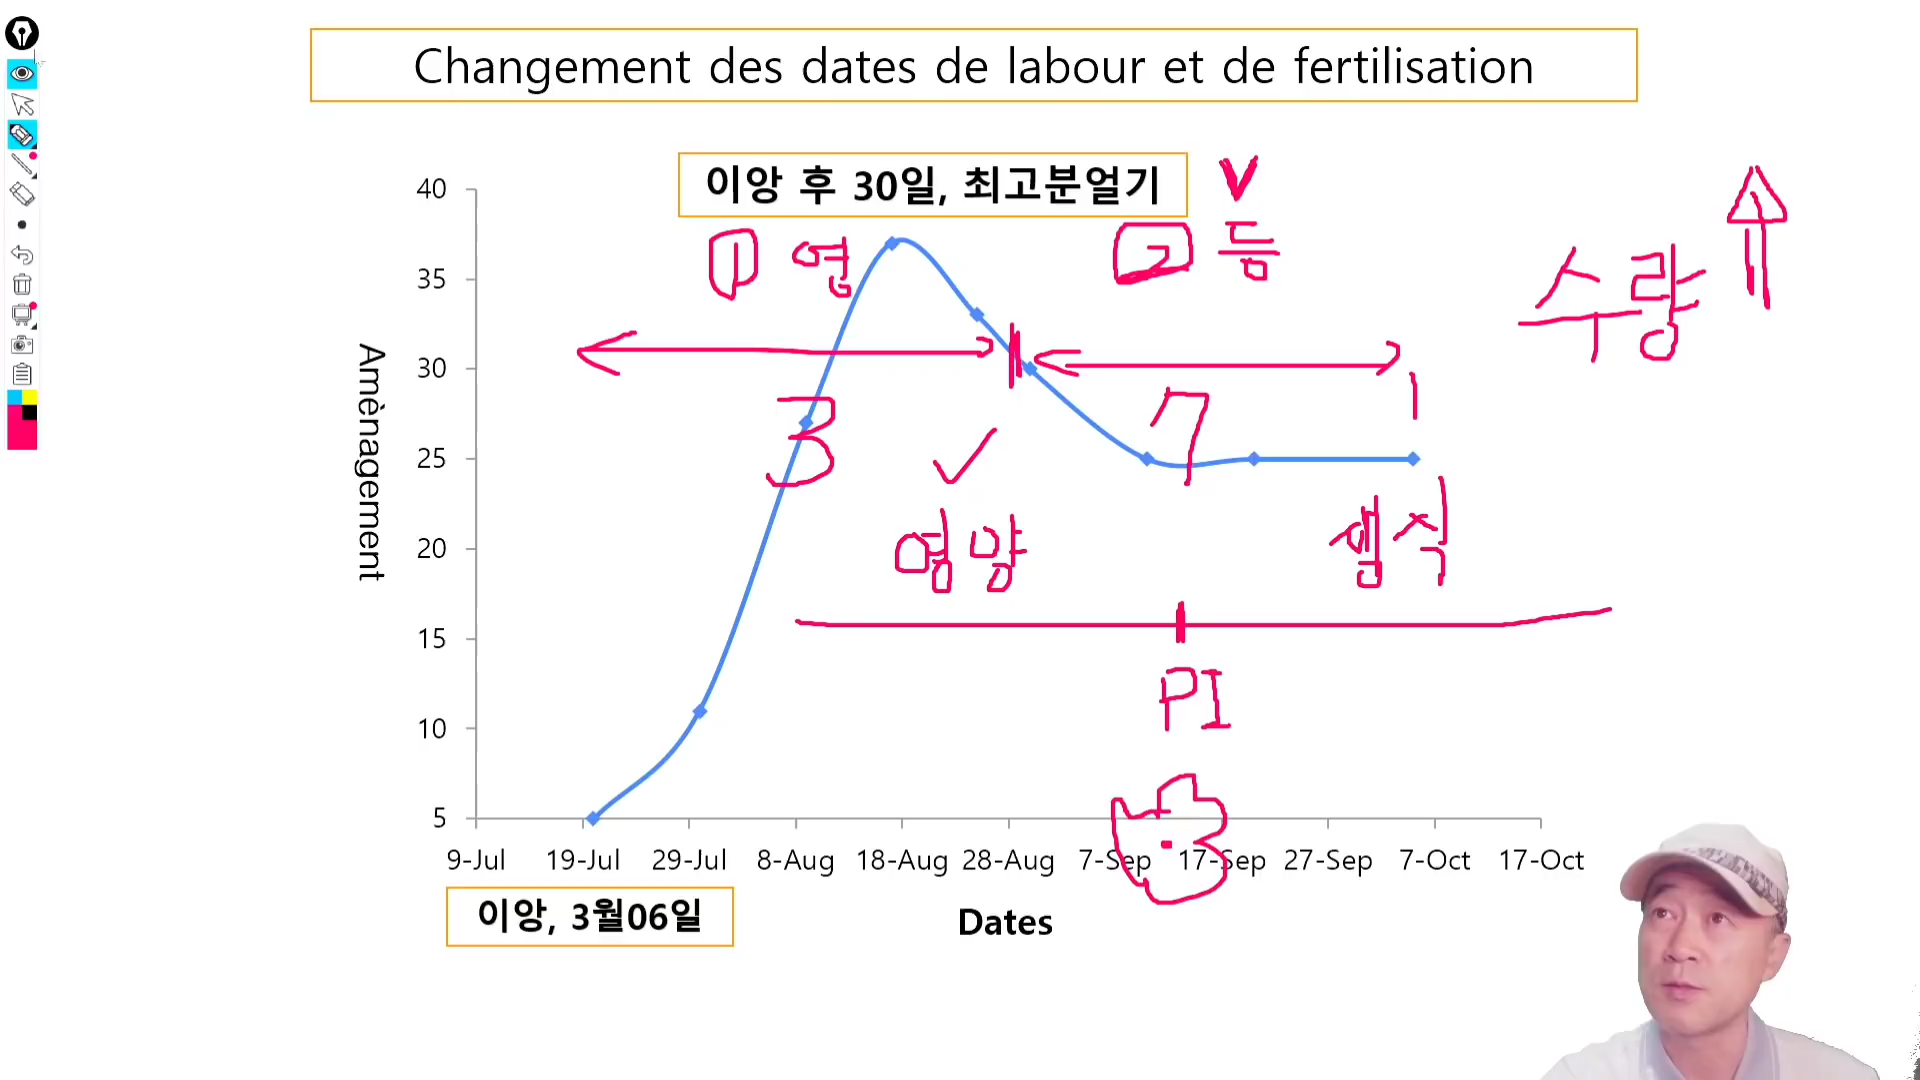 Changement des dates de labour et de fertilisation
이앙 후 30일, 최고분얼기
① 엽
② 등
수량
40
35
30
25
20
15
10
5
Amènagement
3
7
영양
생식
PI
9-Jul 19-Jul 29-Jul 8-Aug 18-Aug 28-Aug 7-Sep 17-Sep 27-Sep 7-Oct 17-Oct
이앙, 3월06일
Dates